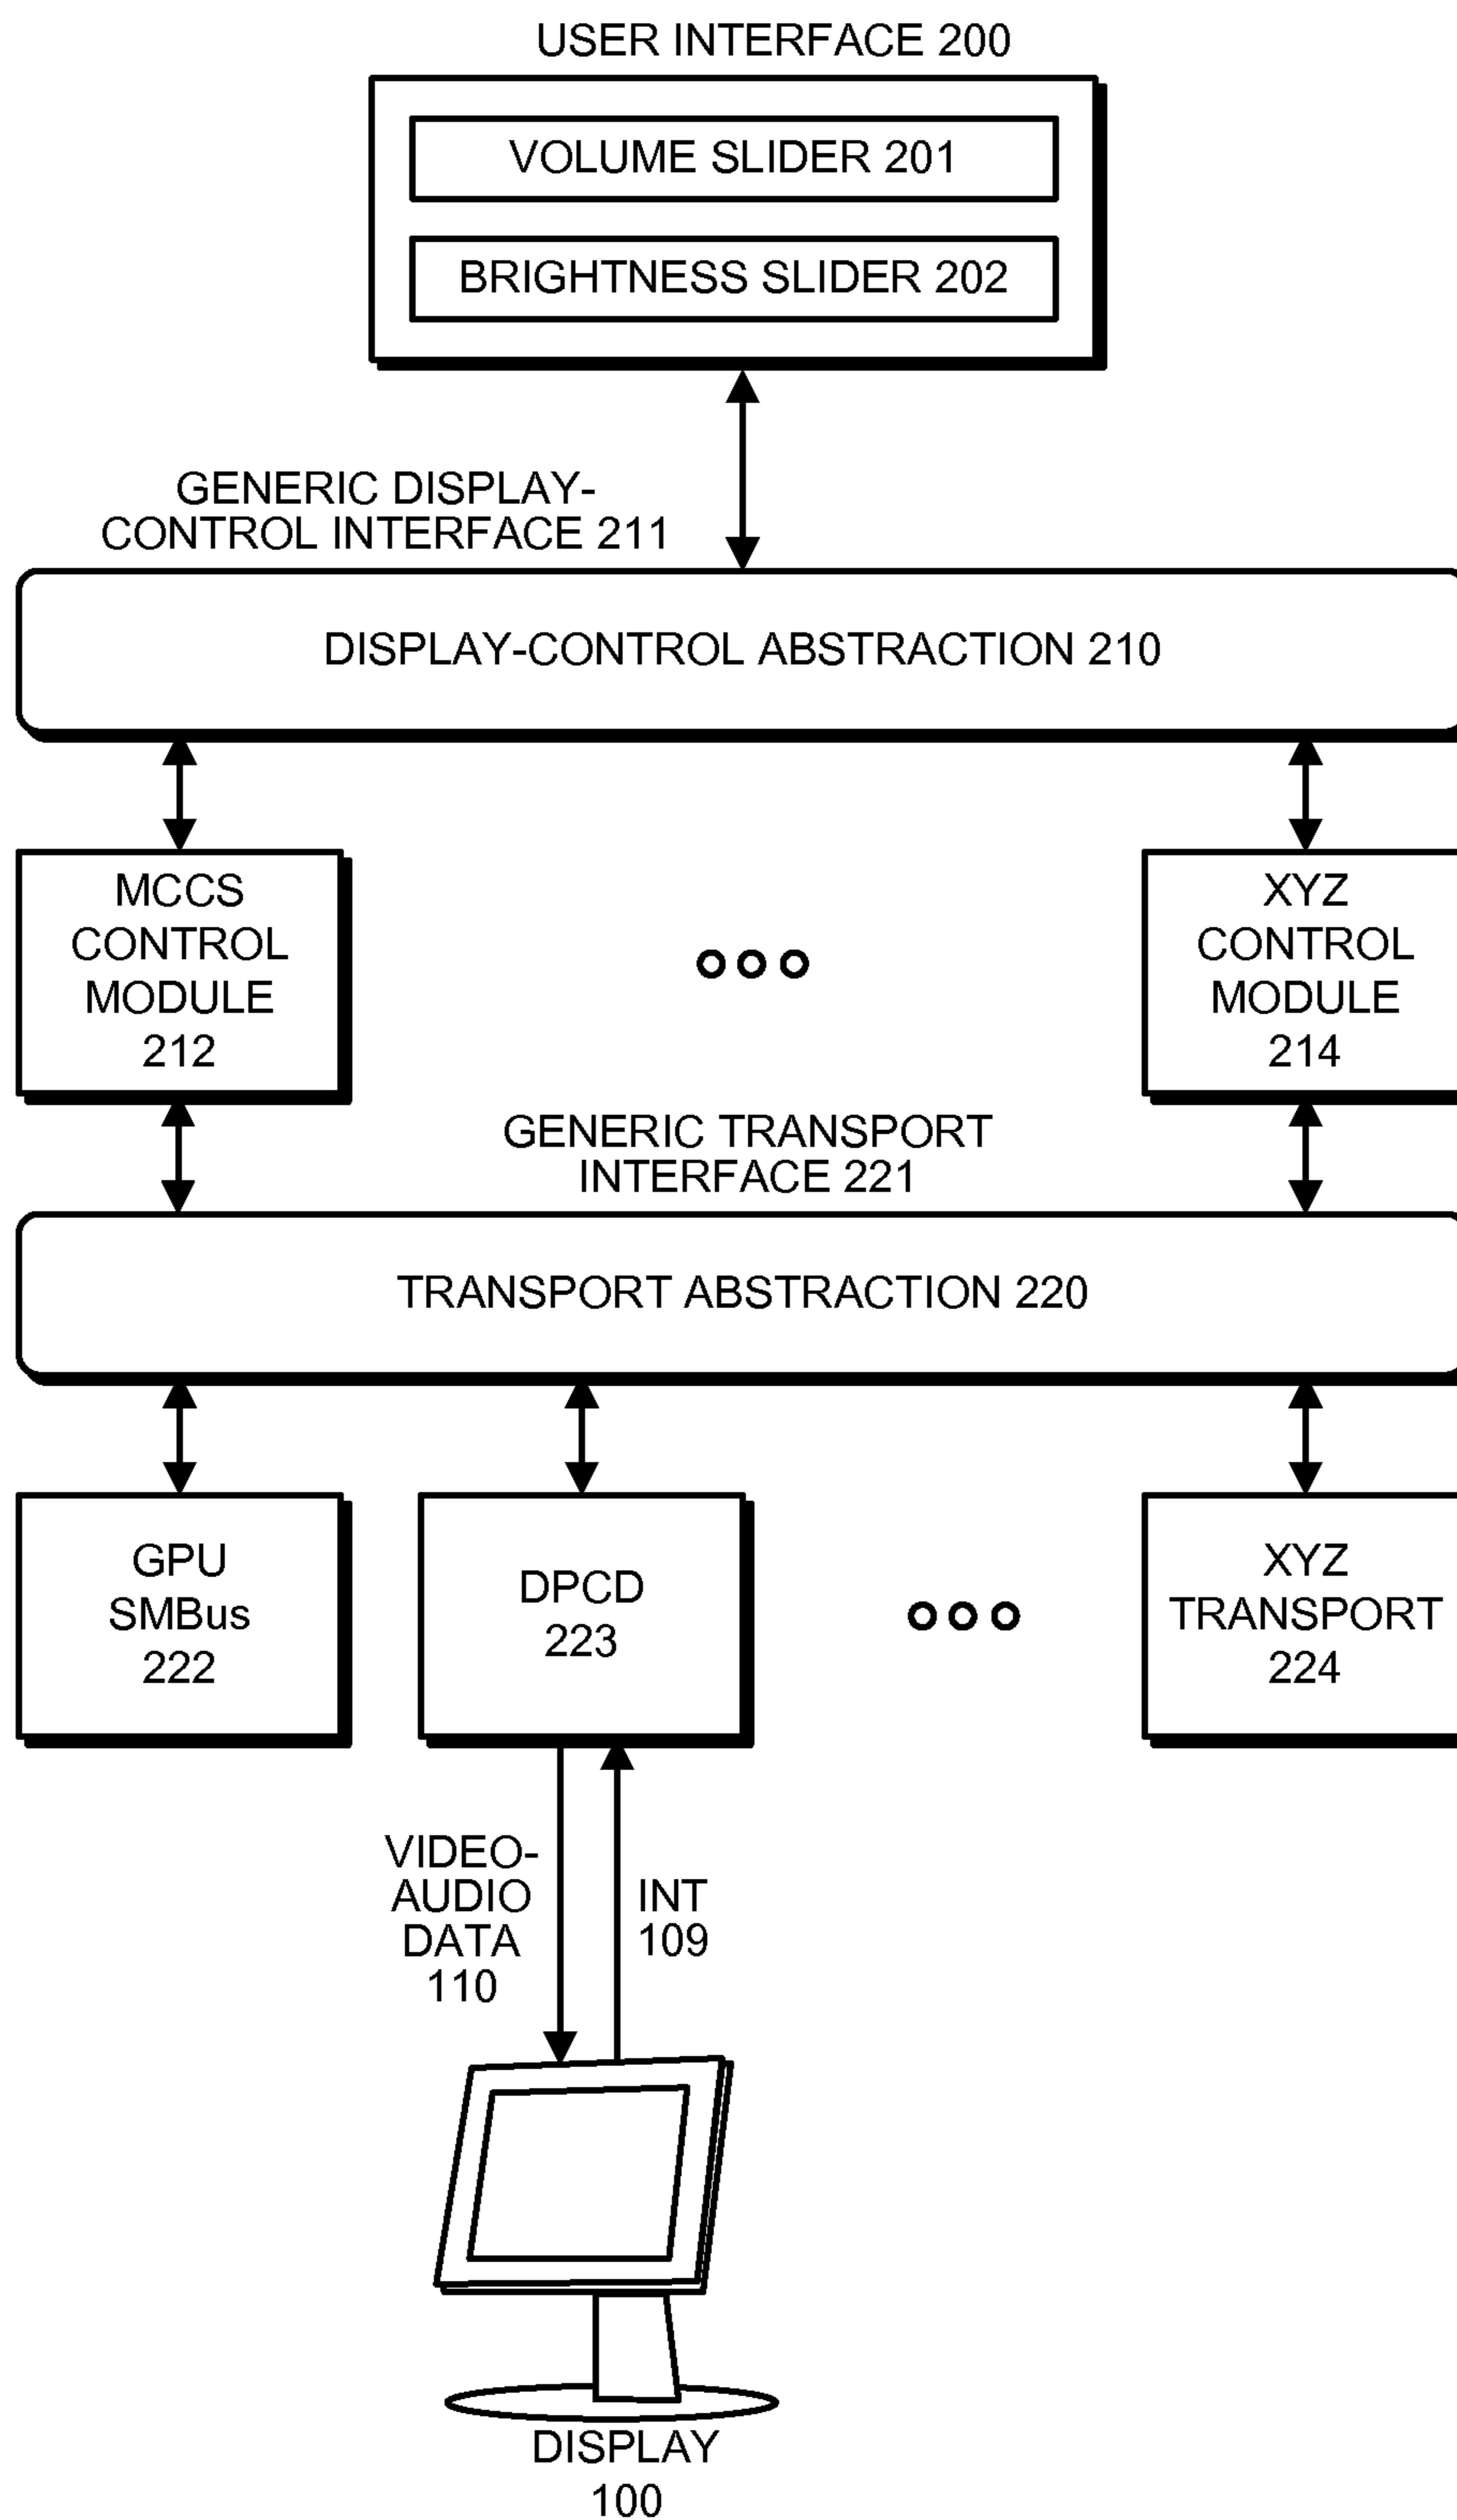 USER INTERFACE 200
VOLUME SLIDER 201
BRIGHTNESS SLIDER 202
GENERIC DISPLAY-
CONTROL INTERFACE 211
DISPLAY-CONTROL ABSTRACTION 210
MCCS
CONTROL
MODULE
212
XYZ
CONTROL
MODULE
214
GENERIC TRANSPORT
INTERFACE 221
TRANSPORT ABSTRACTION 220
GPU
SMBus
222
DPCD
223
XYZ
TRANSPORT
224
VIDEO-
AUDIO
DATA
110
INT
109
DISPLAY
100